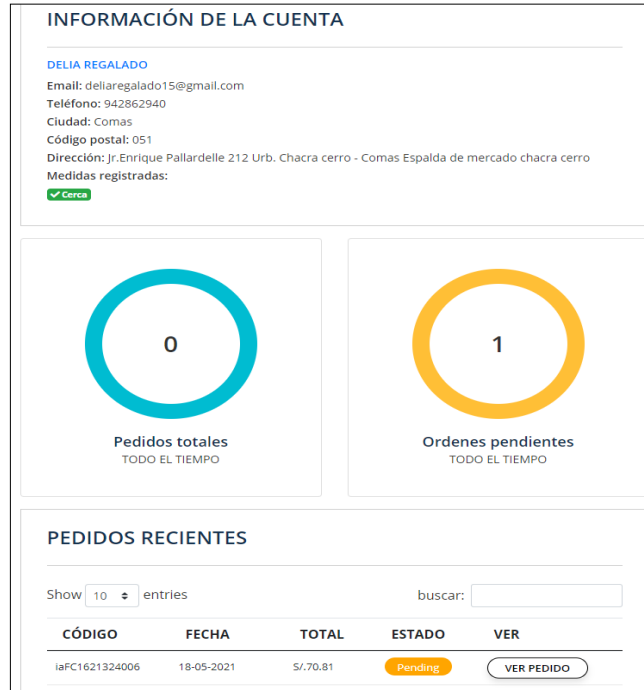 INFORMACIÓN DE LA CUENTA
DELIA REGALADO
Email: deliaregalado15@gmail.com
Teléfono: 942862940
Ciudad: Comas
Código postal: 051
Dirección: Jr.Enrique Pallardelle 212 Urb. Chacra cerro - Comas Espalda de mercado chacra cerro
Medidas registradas:
Cerca
0
Pedidos totales
TODO EL TIEMPO
1
Ordenes pendientes
TODO EL TIEMPO
PEDIDOS RECIENTES
Show 10 entries buscar:
CÓDIGO FECHA TOTAL ESTADO VER
iaFC1621324006 18-05-2021 S/.70.81 Pending VER PEDIDO